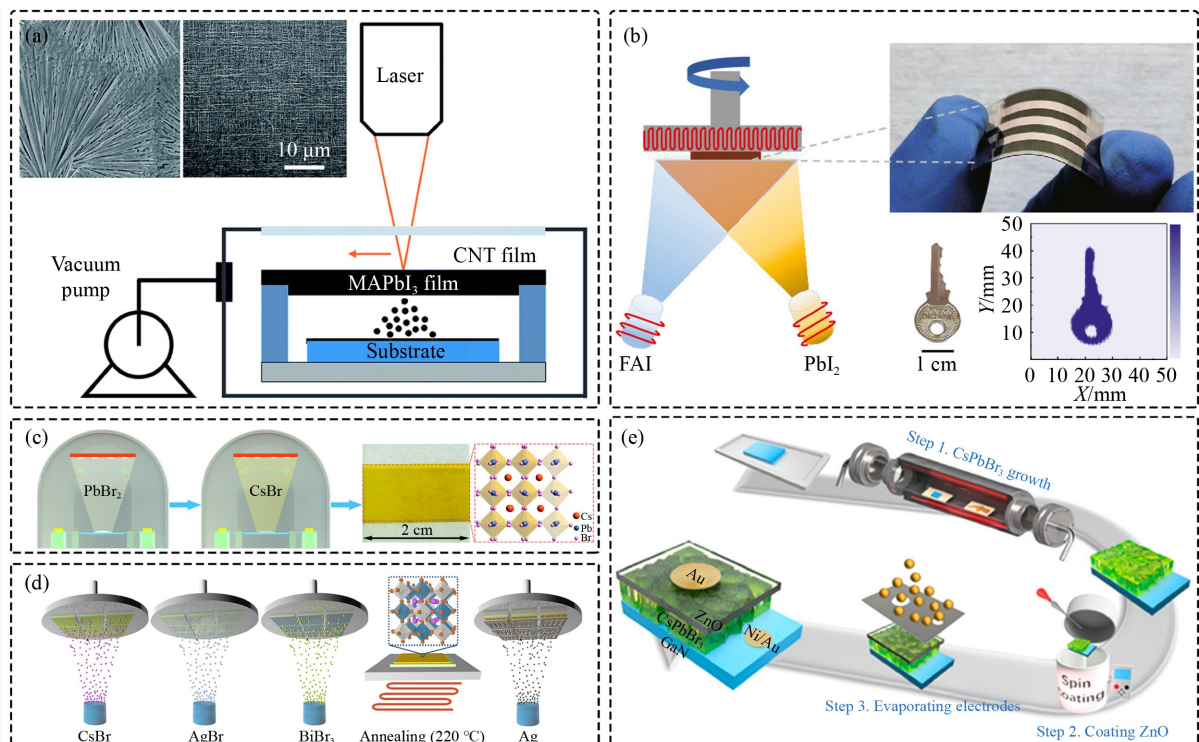 (a)
Laser
10 μm
CNT film
Vacuum
pump
MAPbI₃ film
Substrate
(b)
FAI
PbI₂
1 cm
50
40
30
20
10
Y/mm
0 10 20 30 40 50
X/mm
(c)
PbBr₂
CsBr
2 cm
Cs
Pb
Br
(d)
CsBr
AgBr
BiBr₃
Annealing (220 °C)
Ag
(e)
Step 1. CsPbBr₃ growth
Au
ZnO
CsPbBr₃
GaN
Ni/Au
Spin
coating
Step 3. Evaporating electrodes
Step 2. Coating ZnO